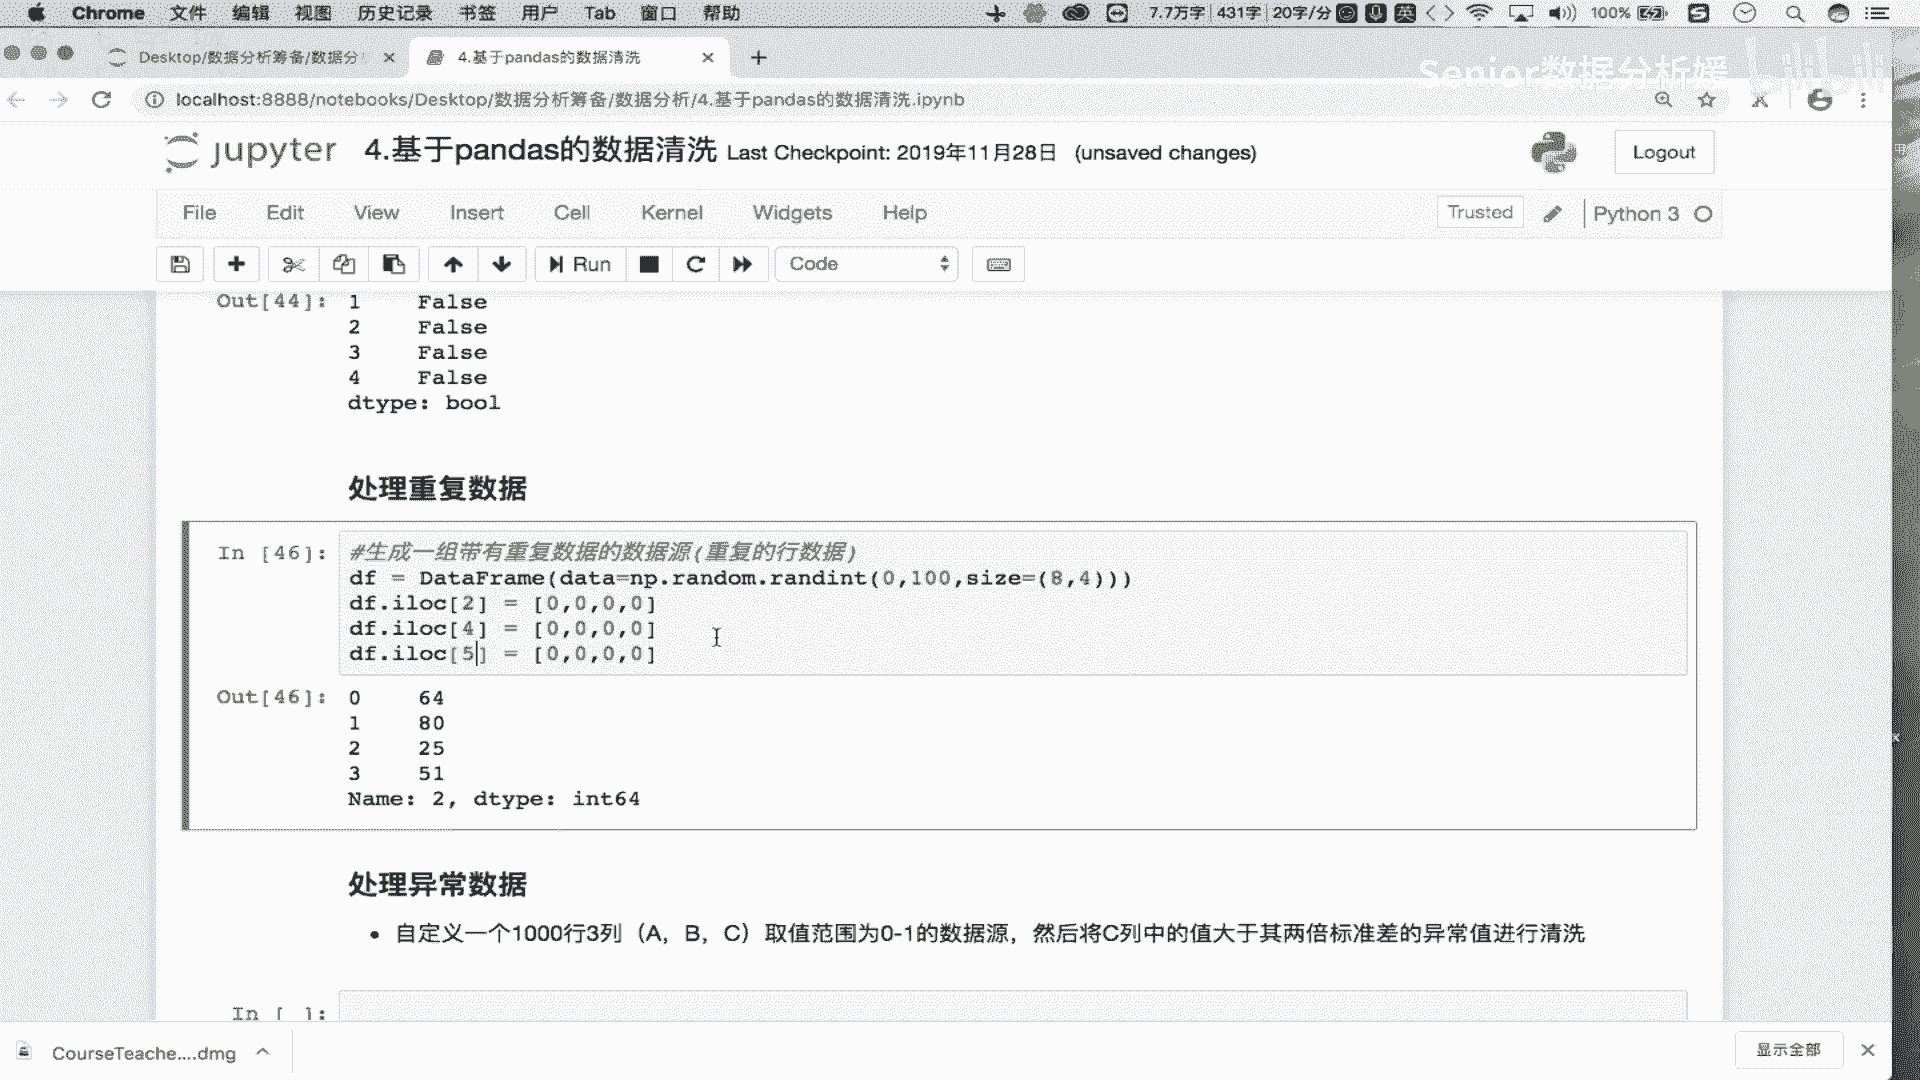 Chrome 文件 编辑 视图 历史记录 书签 用户 Tab 窗口 帮助 7.7万字 431字 20字/分 英 100%
Desktop/数据分析筹备/数据分 4.基于pandas的数据清洗
Senior数据分析媛 bilibili
localhost:8888/notebooks/Desktop/数据分析筹备/数据分析/4.基于pandas的数据清洗.ipynb
jupyter 4.基于pandas的数据清洗 Last Checkpoint: 2019年11月28日 (unsaved changes) Logout
File Edit View Insert Cell Kernel Widgets Help Trusted Python 3
Run Code
Out[44]: 1 False
2 False
3 False
4 False
dtype: bool
处理重复数据
In [46]: #生成一组带有重复数据的数据源(重复的行数据)
df = DataFrame(data=np.random.randint(0,100,size=(8,4)))
df.iloc[2] = [0,0,0,0]
df.iloc[4] = [0,0,0,0]
df.iloc[5] = [0,0,0,0]
Out[46]: 0 64
1 80
2 25
3 51
Name: 2, dtype: int64
处理异常数据
• 自定义一个1000行3列（A，B，C）取值范围为0-1的数据源，然后将C列中的值大于其两倍标准差的异常值进行清洗
In [ ]:
CourseTeache....dmg 显示全部